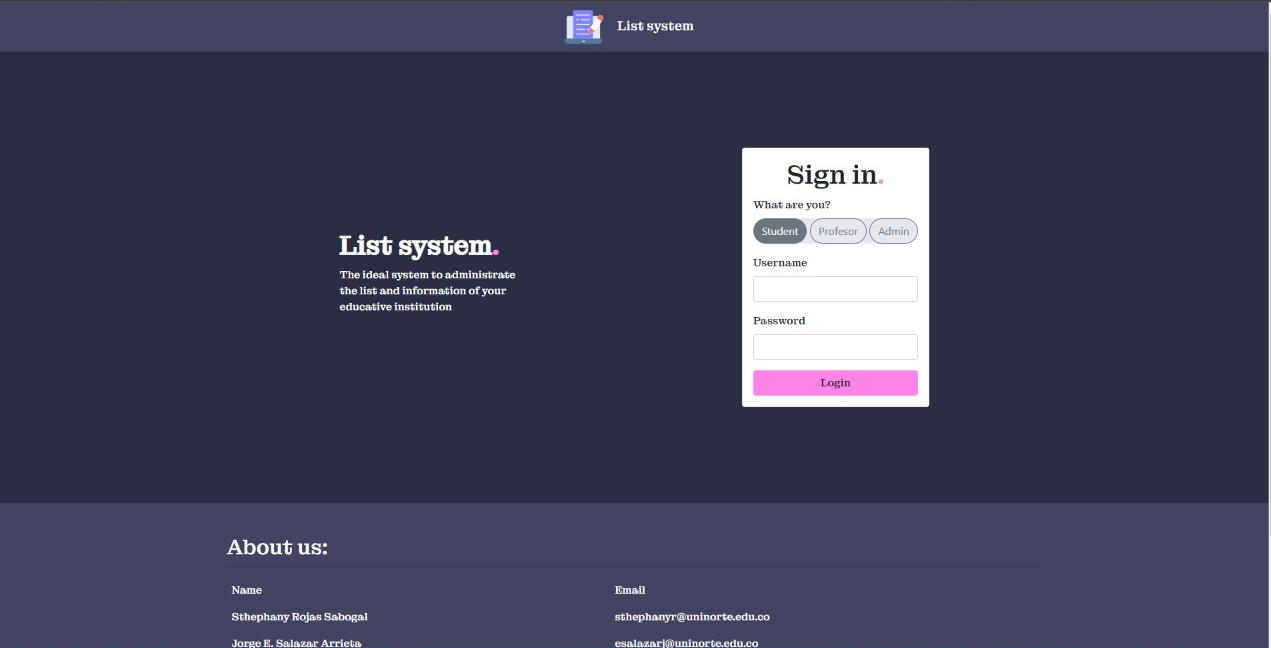 List system
Sign in.
What are you?
Student Profesor Admin
Username
Password
Login
List system.
The ideal system to administrate
the list and information of your
educative institution
About us:
Name Email
Sthephany Rojas Sabogal sthephanyr@uninorte.edu.co
Jorge E. Salazar Arrieta esalazarj@uninorte.edu.co